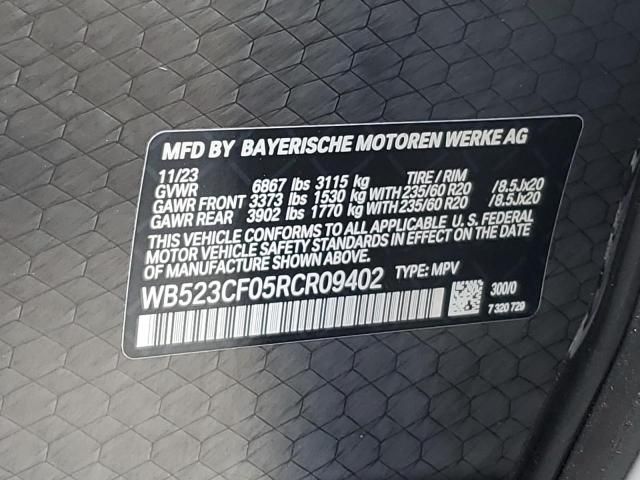 MFD BY BAYERISCHE MOTOREN WERKE AG
11/23 TIRE / RIM
GVWR 6867 lbs 3115 kg
GAWR FRONT 3373 lbs 1530 kg WITH 235/60 R20 /8.5Jx20
GAWR REAR 3902 lbs 1770 kg WITH 235/60 R20 /8.5Jx20
THIS VEHICLE CONFORMS TO ALL APPLICABLE U. S. FEDERAL
MOTOR VEHICLE SAFETY STANDARDS IN EFFECT ON THE DATE
OF MANUFACTURE SHOWN ABOVE.
WB523CF05RCR09402 TYPE: MPV
300/0
7 320 729